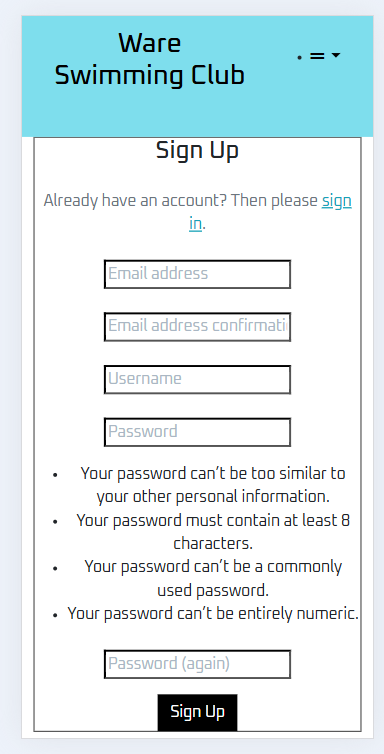 Ware
Swimming Club
Sign Up
Already have an account? Then please sign
in.
Email address
Email address confirmati
Username
Password
• Your password can't be too similar to
your other personal information.
• Your password must contain at least 8
characters.
• Your password can't be a commonly
used password.
• Your password can't be entirely numeric.
Password (again)
Sign Up